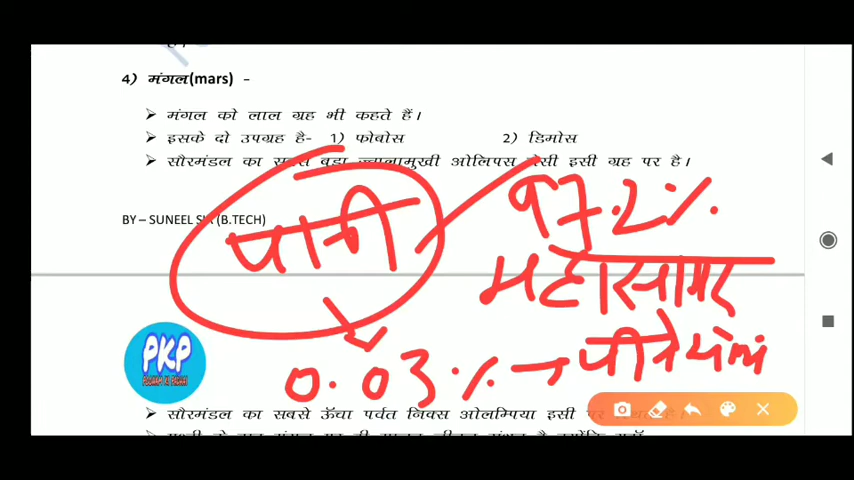 4) मंगल(mars) -
➢ मंगल को लाल ग्रह भी कहते हैं।
➢ इसके दो उपग्रह है- 1) फोबोस 2) डिमोस
➢ सौरमंडल का सबसे बड़ा ज्वालामुखी ओलिपस मेसी इसी ग्रह पर है।
97.2%
BY – SUNEEL SIR (B.TECH)
पानी
महासागर
PKP
0.03% → पीने योग्य
➢ सौरमंडल का सबसे ऊँचा पर्वत निक्स ओलम्पिया इसी पर